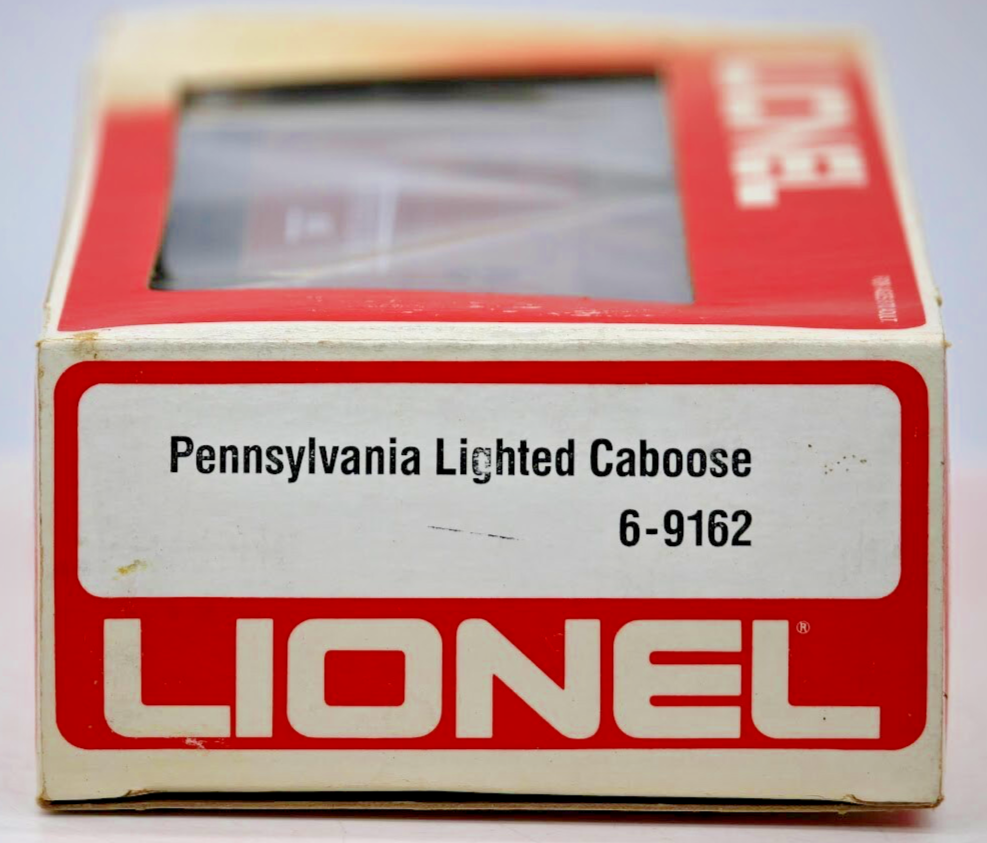 LIONEL
Pennsylvania Lighted Caboose
6-9162
LIONEL®